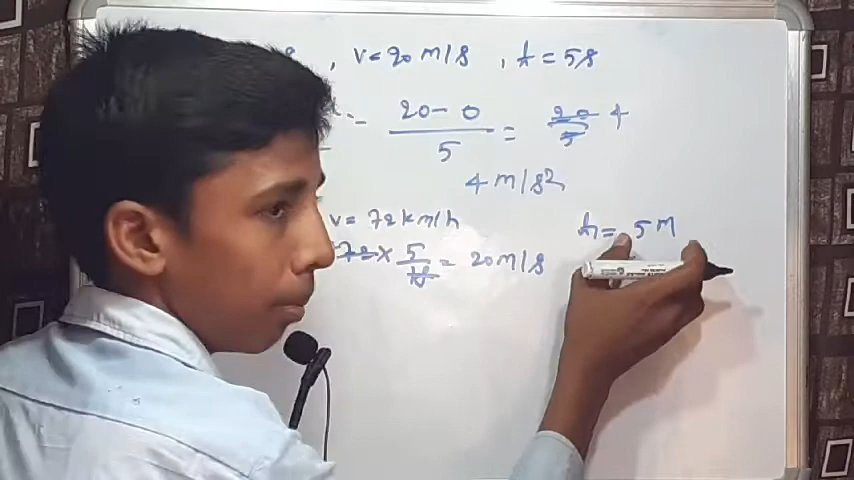 , v = 20 m/s , t = 5s
= 20 - 0 / 5 = 20 / 5 4
4 m/s2
v = 72 km/h t = 5 M
72 x 5 / 18 = 20 m/s